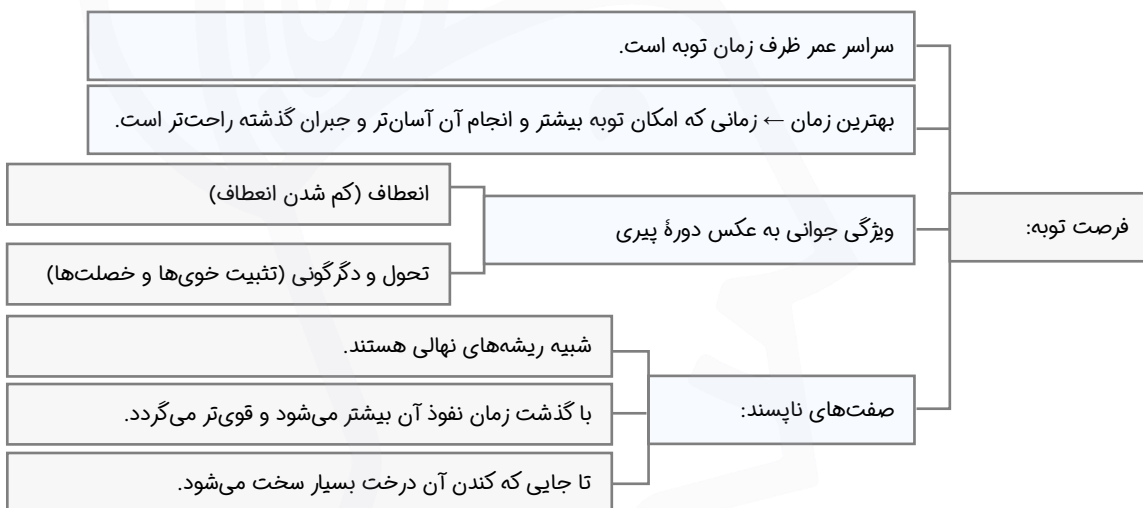 فرصت توبه:
سراسر عمر ظرف زمان توبه است.
بهترین زمان ← زمانی که امکان توبه بیشتر و انجام آن آسان‌تر و جبران گذشته راحت‌تر است.
ویژگی جوانی به عکس دورۀ پیری
انعطاف (کم شدن انعطاف)
تحول و دگرگونی (تثبیت خوی‌ها و خصلت‌ها)
صفت‌های ناپسند:
شبیه ریشه‌های نهالی هستند.
با گذشت زمان نفوذ آن بیشتر می‌شود و قوی‌تر می‌گردد.
تا جایی که کندن آن درخت بسیار سخت می‌شود.